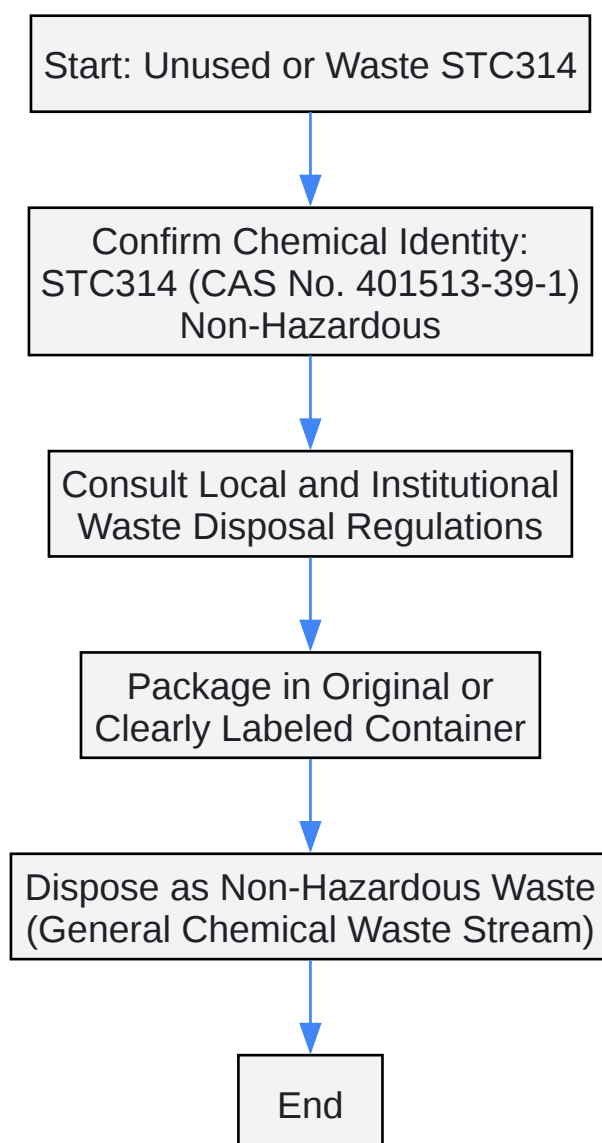 Start: Unused or Waste STC314
Confirm Chemical Identity:
STC314 (CAS No. 401513-39-1)
Non-Hazardous
Consult Local and Institutional
Waste Disposal Regulations
Package in Original or
Clearly Labeled Container
Dispose as Non-Hazardous Waste
(General Chemical Waste Stream)
End